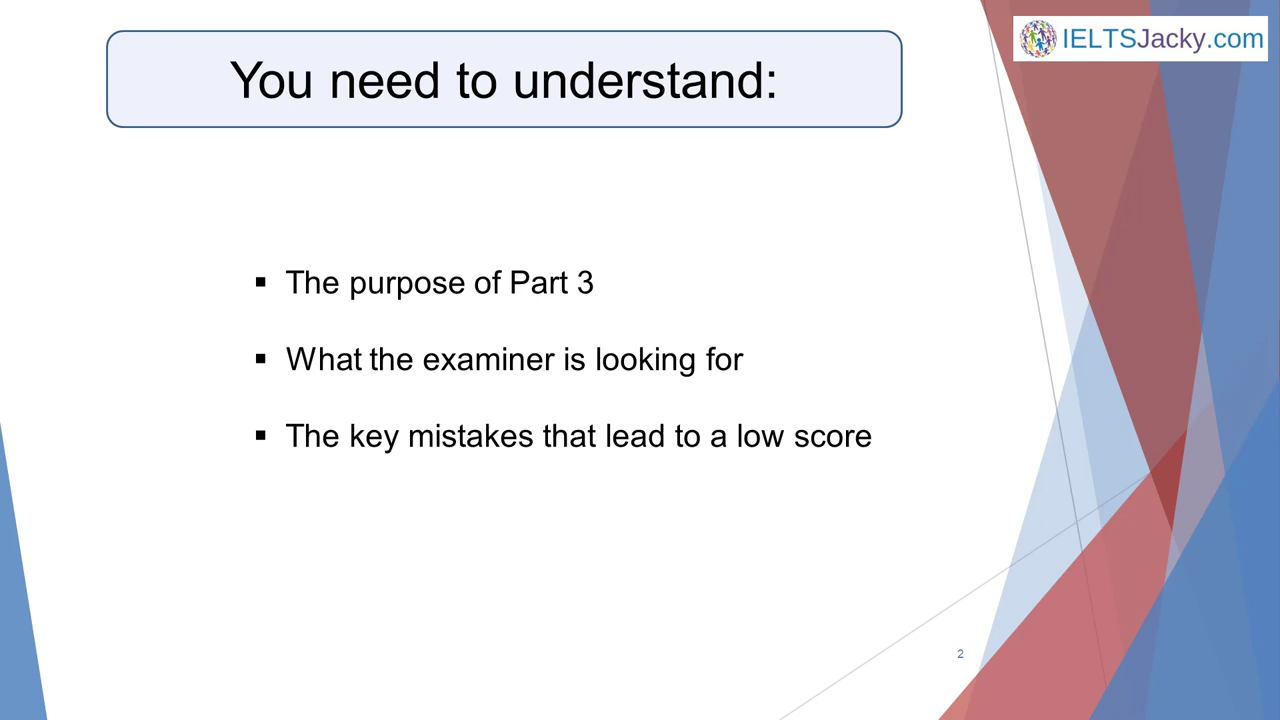 IELTSJacky.com
You need to understand:
▪ The purpose of Part 3
▪ What the examiner is looking for
▪ The key mistakes that lead to a low score
2